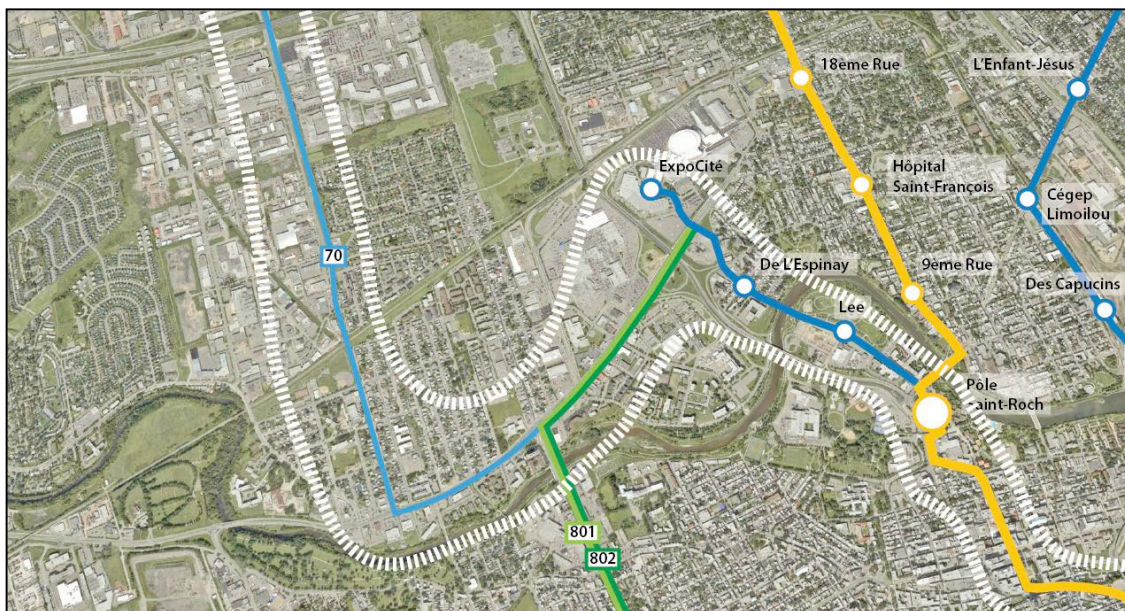 18ème Rue
L'Enfant-Jésus
ExpoCité
Hôpital
Saint-François
Cégep
Limoilou
70
De L'Espinay
9ème Rue
Des Capucins
Lee
Pôle
aint-Roch
801
802